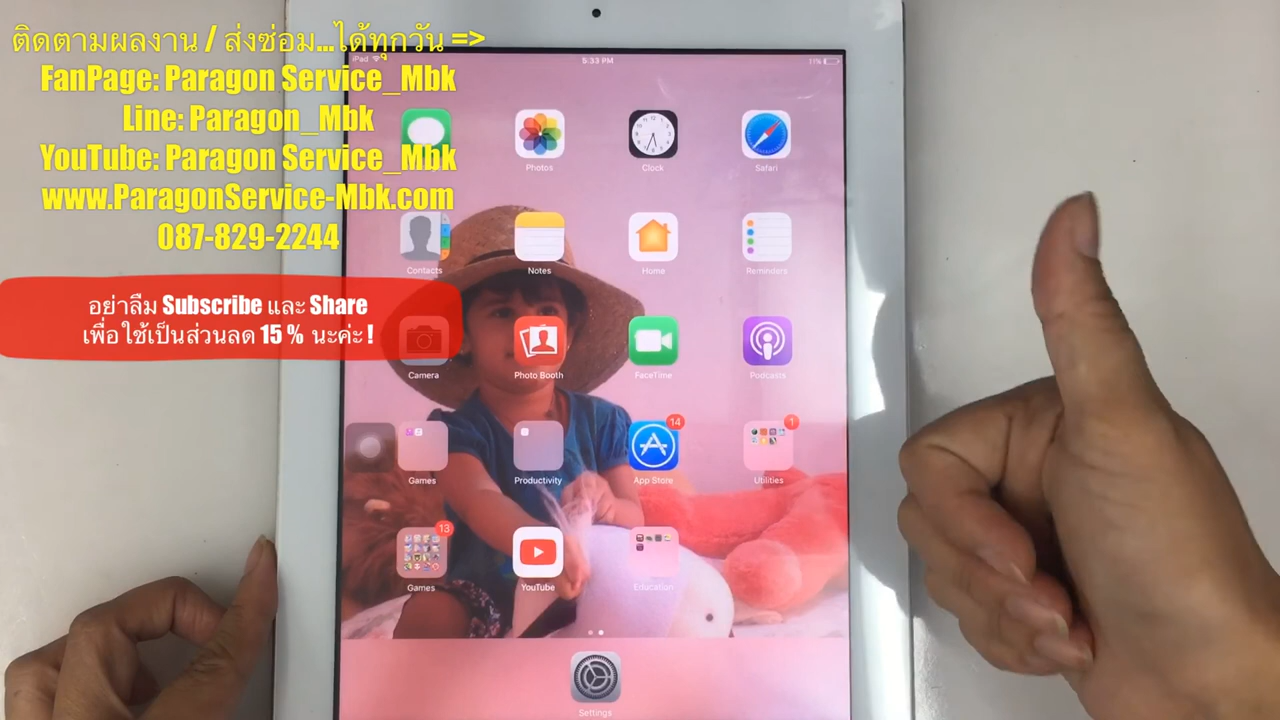 ติดตามผลงาน / ส่งซ่อม...ได้ทุกวัน =>
FanPage: Paragon Service_Mbk
Line: Paragon_Mbk
YouTube: Paragon Service_Mbk
www.ParagonService-Mbk.com
087-829-2244
อย่าลืม Subscribe และ Share
เพื่อใช้เป็นส่วนลด 15 % นะค่ะ !
iPad
5:33 PM
11%
Photos
Clock
Safari
Contacts
Notes
Home
Reminders
Camera
Photo Booth
FaceTime
Podcasts
14
1
Games
Productivity
App Store
Utilities
13
Games
YouTube
Education
Settings